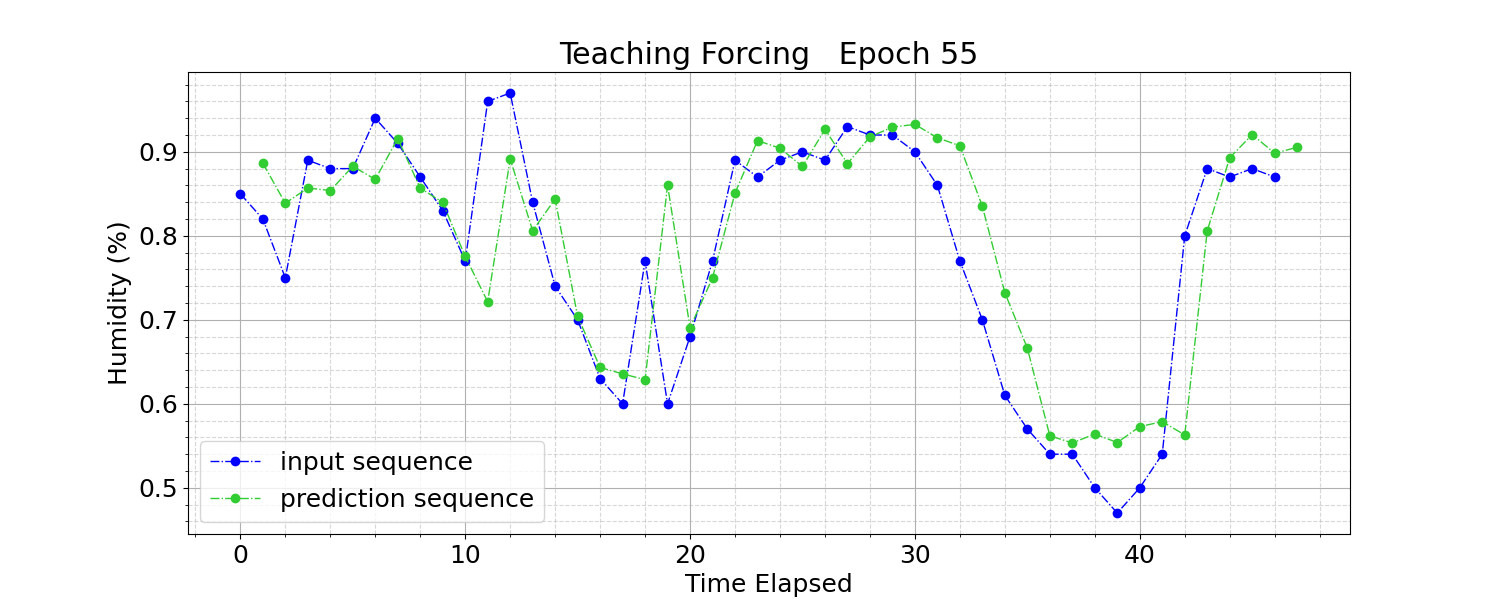 Teaching Forcing   Epoch 55
Humidity (%)
0.9
0.8
0.7
0.6
0.5
input sequence
prediction sequence
0 10 20 30 40
Time Elapsed